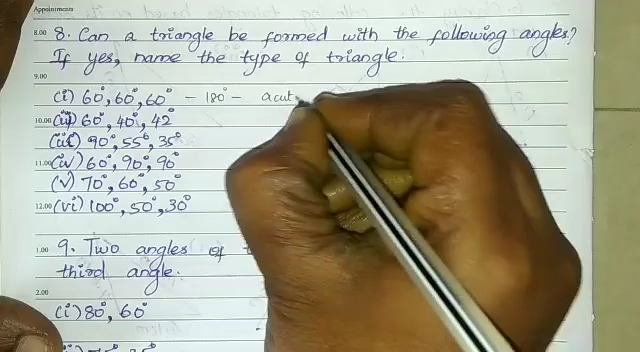 Appointments
8.00 8. Can a triangle be formed with the following angles?
If yes, name the type of triangle.
9.00
(i) 60°, 60°, 60° - 180° - acut
10.00 (ii) 60°, 40°, 42°
(iii) 90°, 55°, 35°
11.00 (iv) 60°, 90°, 90°
(v) 70°, 60°, 50°
12.00 (vi) 100°, 50°, 30°
1.00 9. Two angles of
third angle.
2.00
(i) 80°, 60°